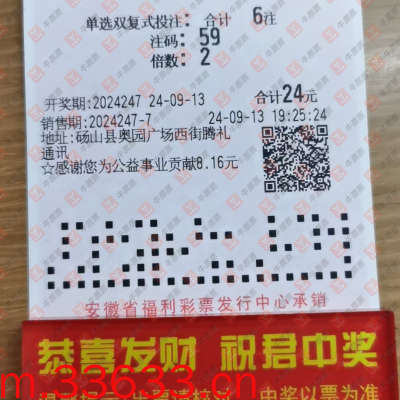 单选双复式投注: 合计 6注
注码: 59
倍数: 2
开奖期:2024247 24-09-13 合计24元
销售期:2024247-7 24-09-13 19:25:24
地址:砀山县奥园广场西街腾礼
通讯
☆感谢您为公益事业贡献8.16元
安徽省福利彩票发行中心承销
恭喜发财 祝君中奖
m.33633.cn
中奖以票为准